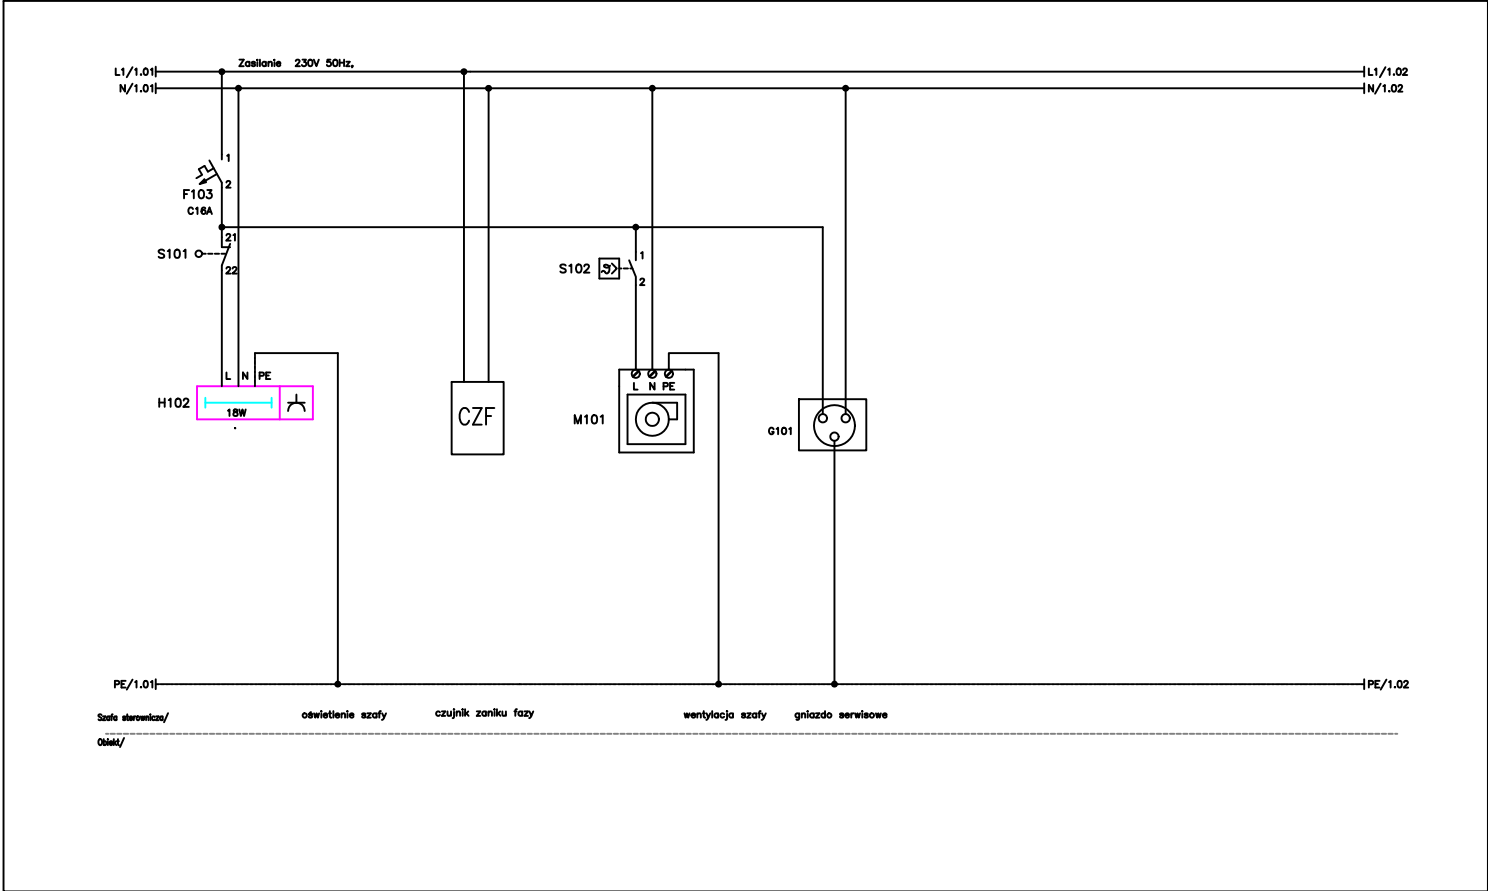 Zasilanie 230V 50Hz,
L1/1.01
L1/1.02
N/1.01
N/1.02
1
2
F103
C16A
21
S101
22
1
S102
2
L N PE
H102
18W
CZF
L N PE
M101
G101
PE/1.01
PE/1.02
Szafa sterownicza/
oświetlenie szafy
czujnik zaniku fazy
wentylacja szafy
gniazdo serwisowe
Obiekt/